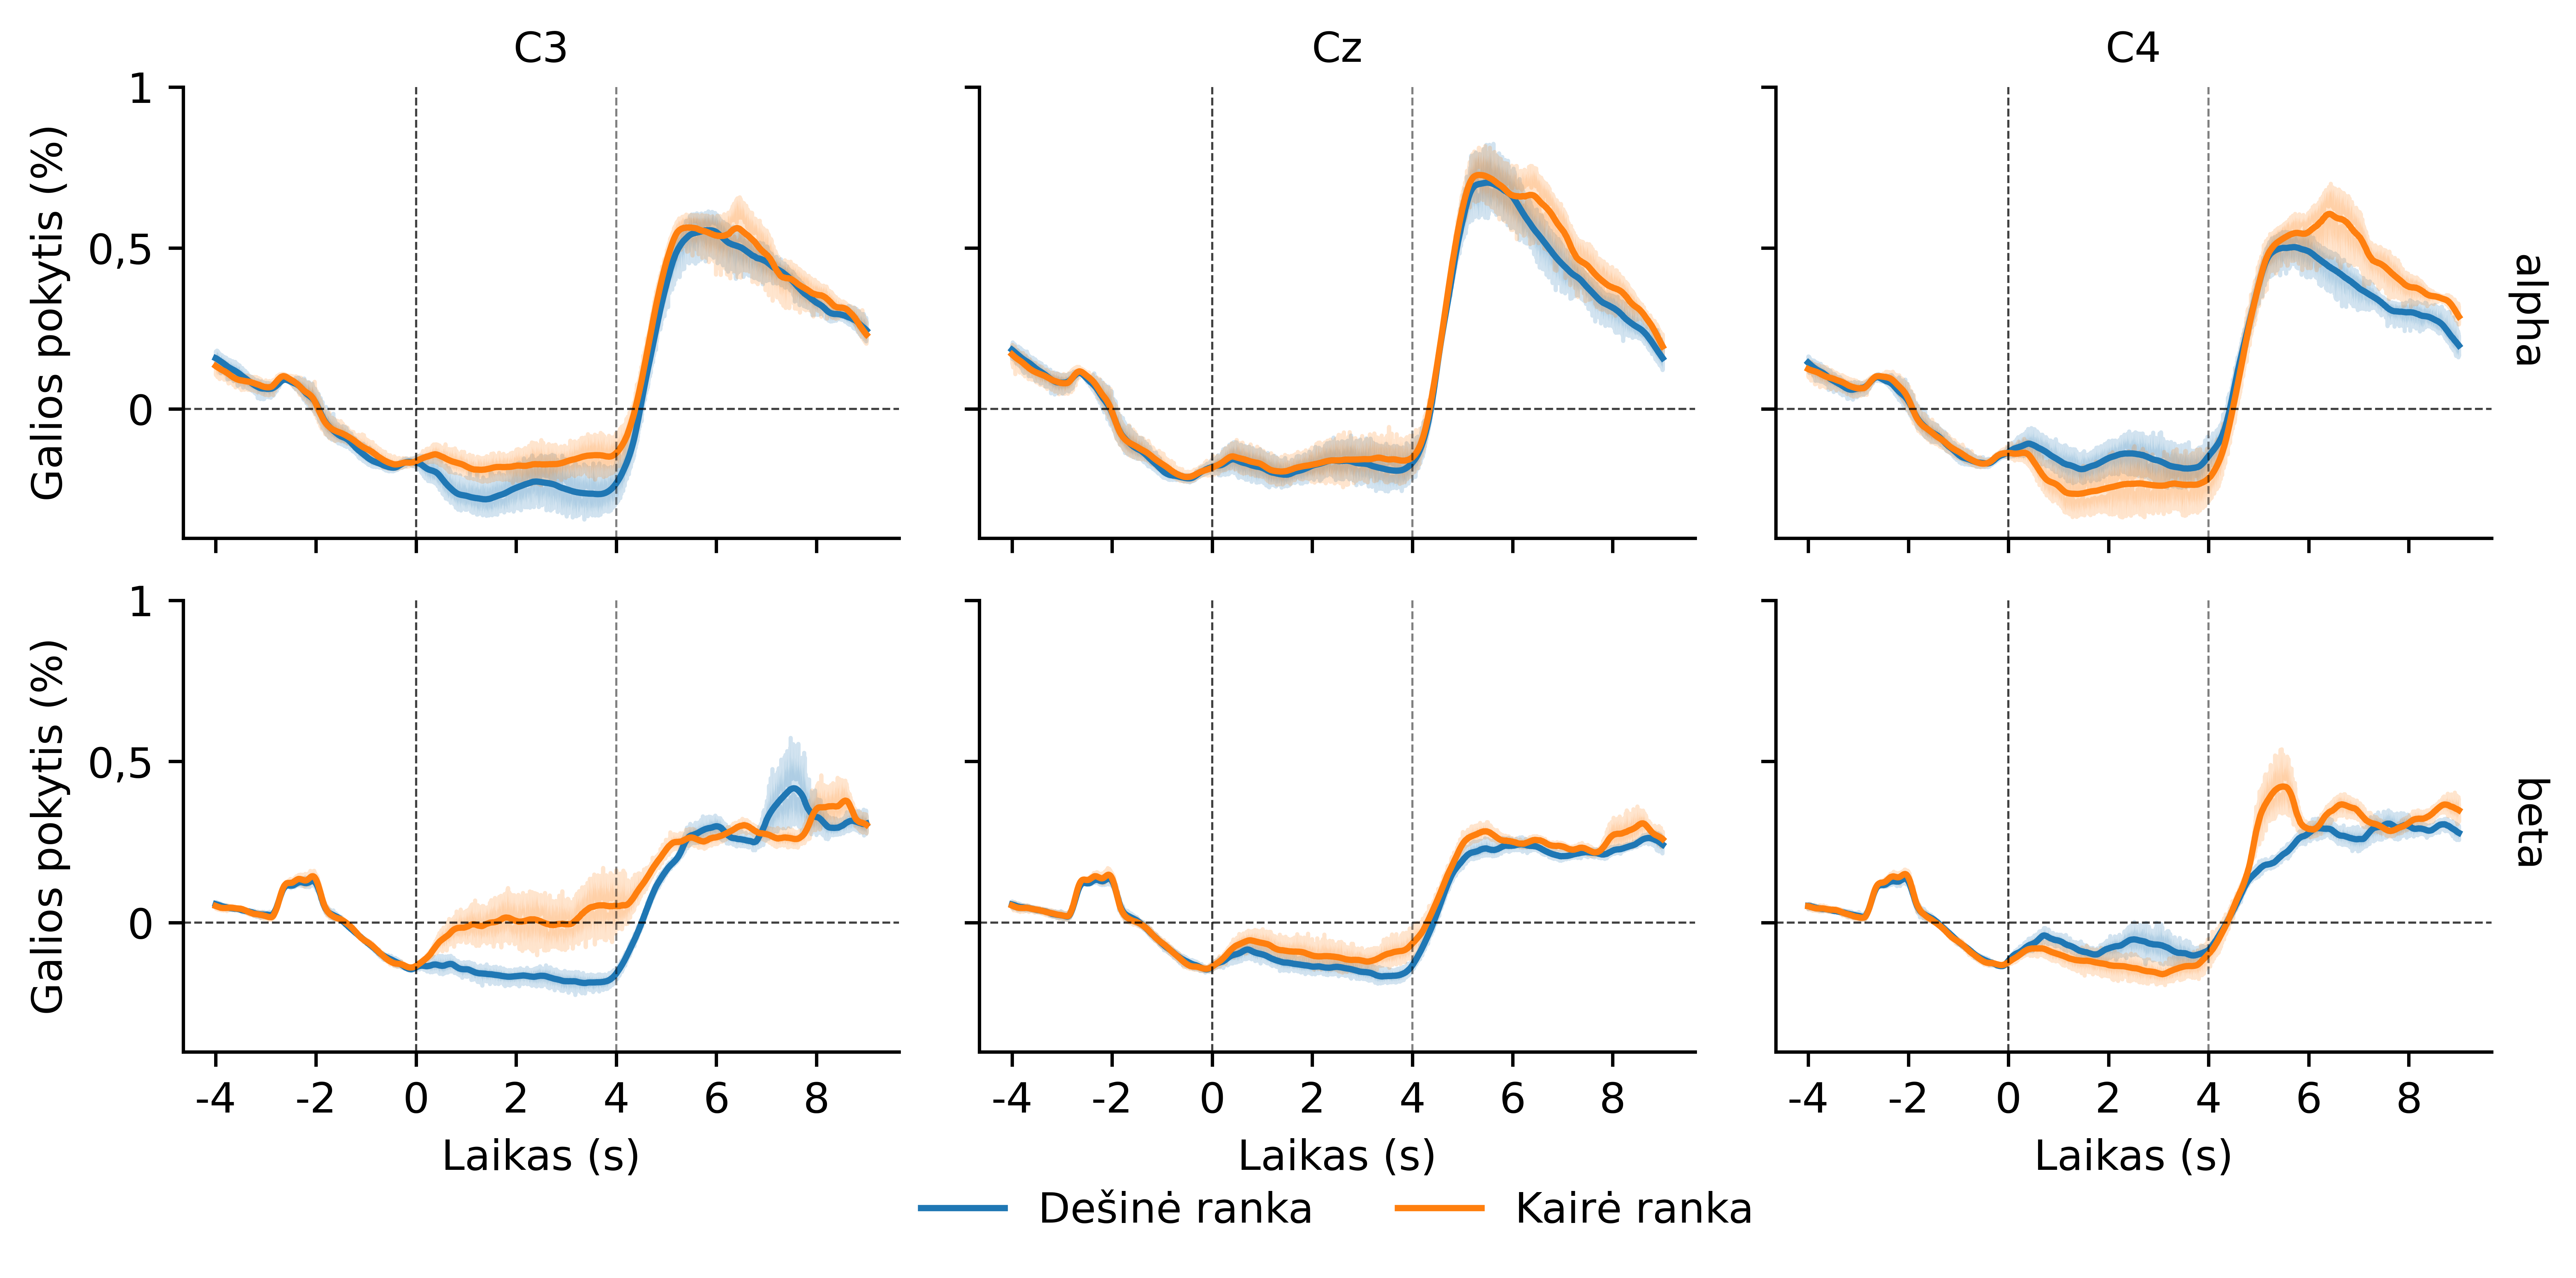 C3 Cz C4
Galios pokytis (%)
1
0,5
0
alpha
Galios pokytis (%)
1
0,5
0
beta
-4 -2 0 2 4 6 8
-4 -2 0 2 4 6 8
-4 -2 0 2 4 6 8
Laikas (s) Laikas (s) Laikas (s)
Dešinė ranka Kairė ranka